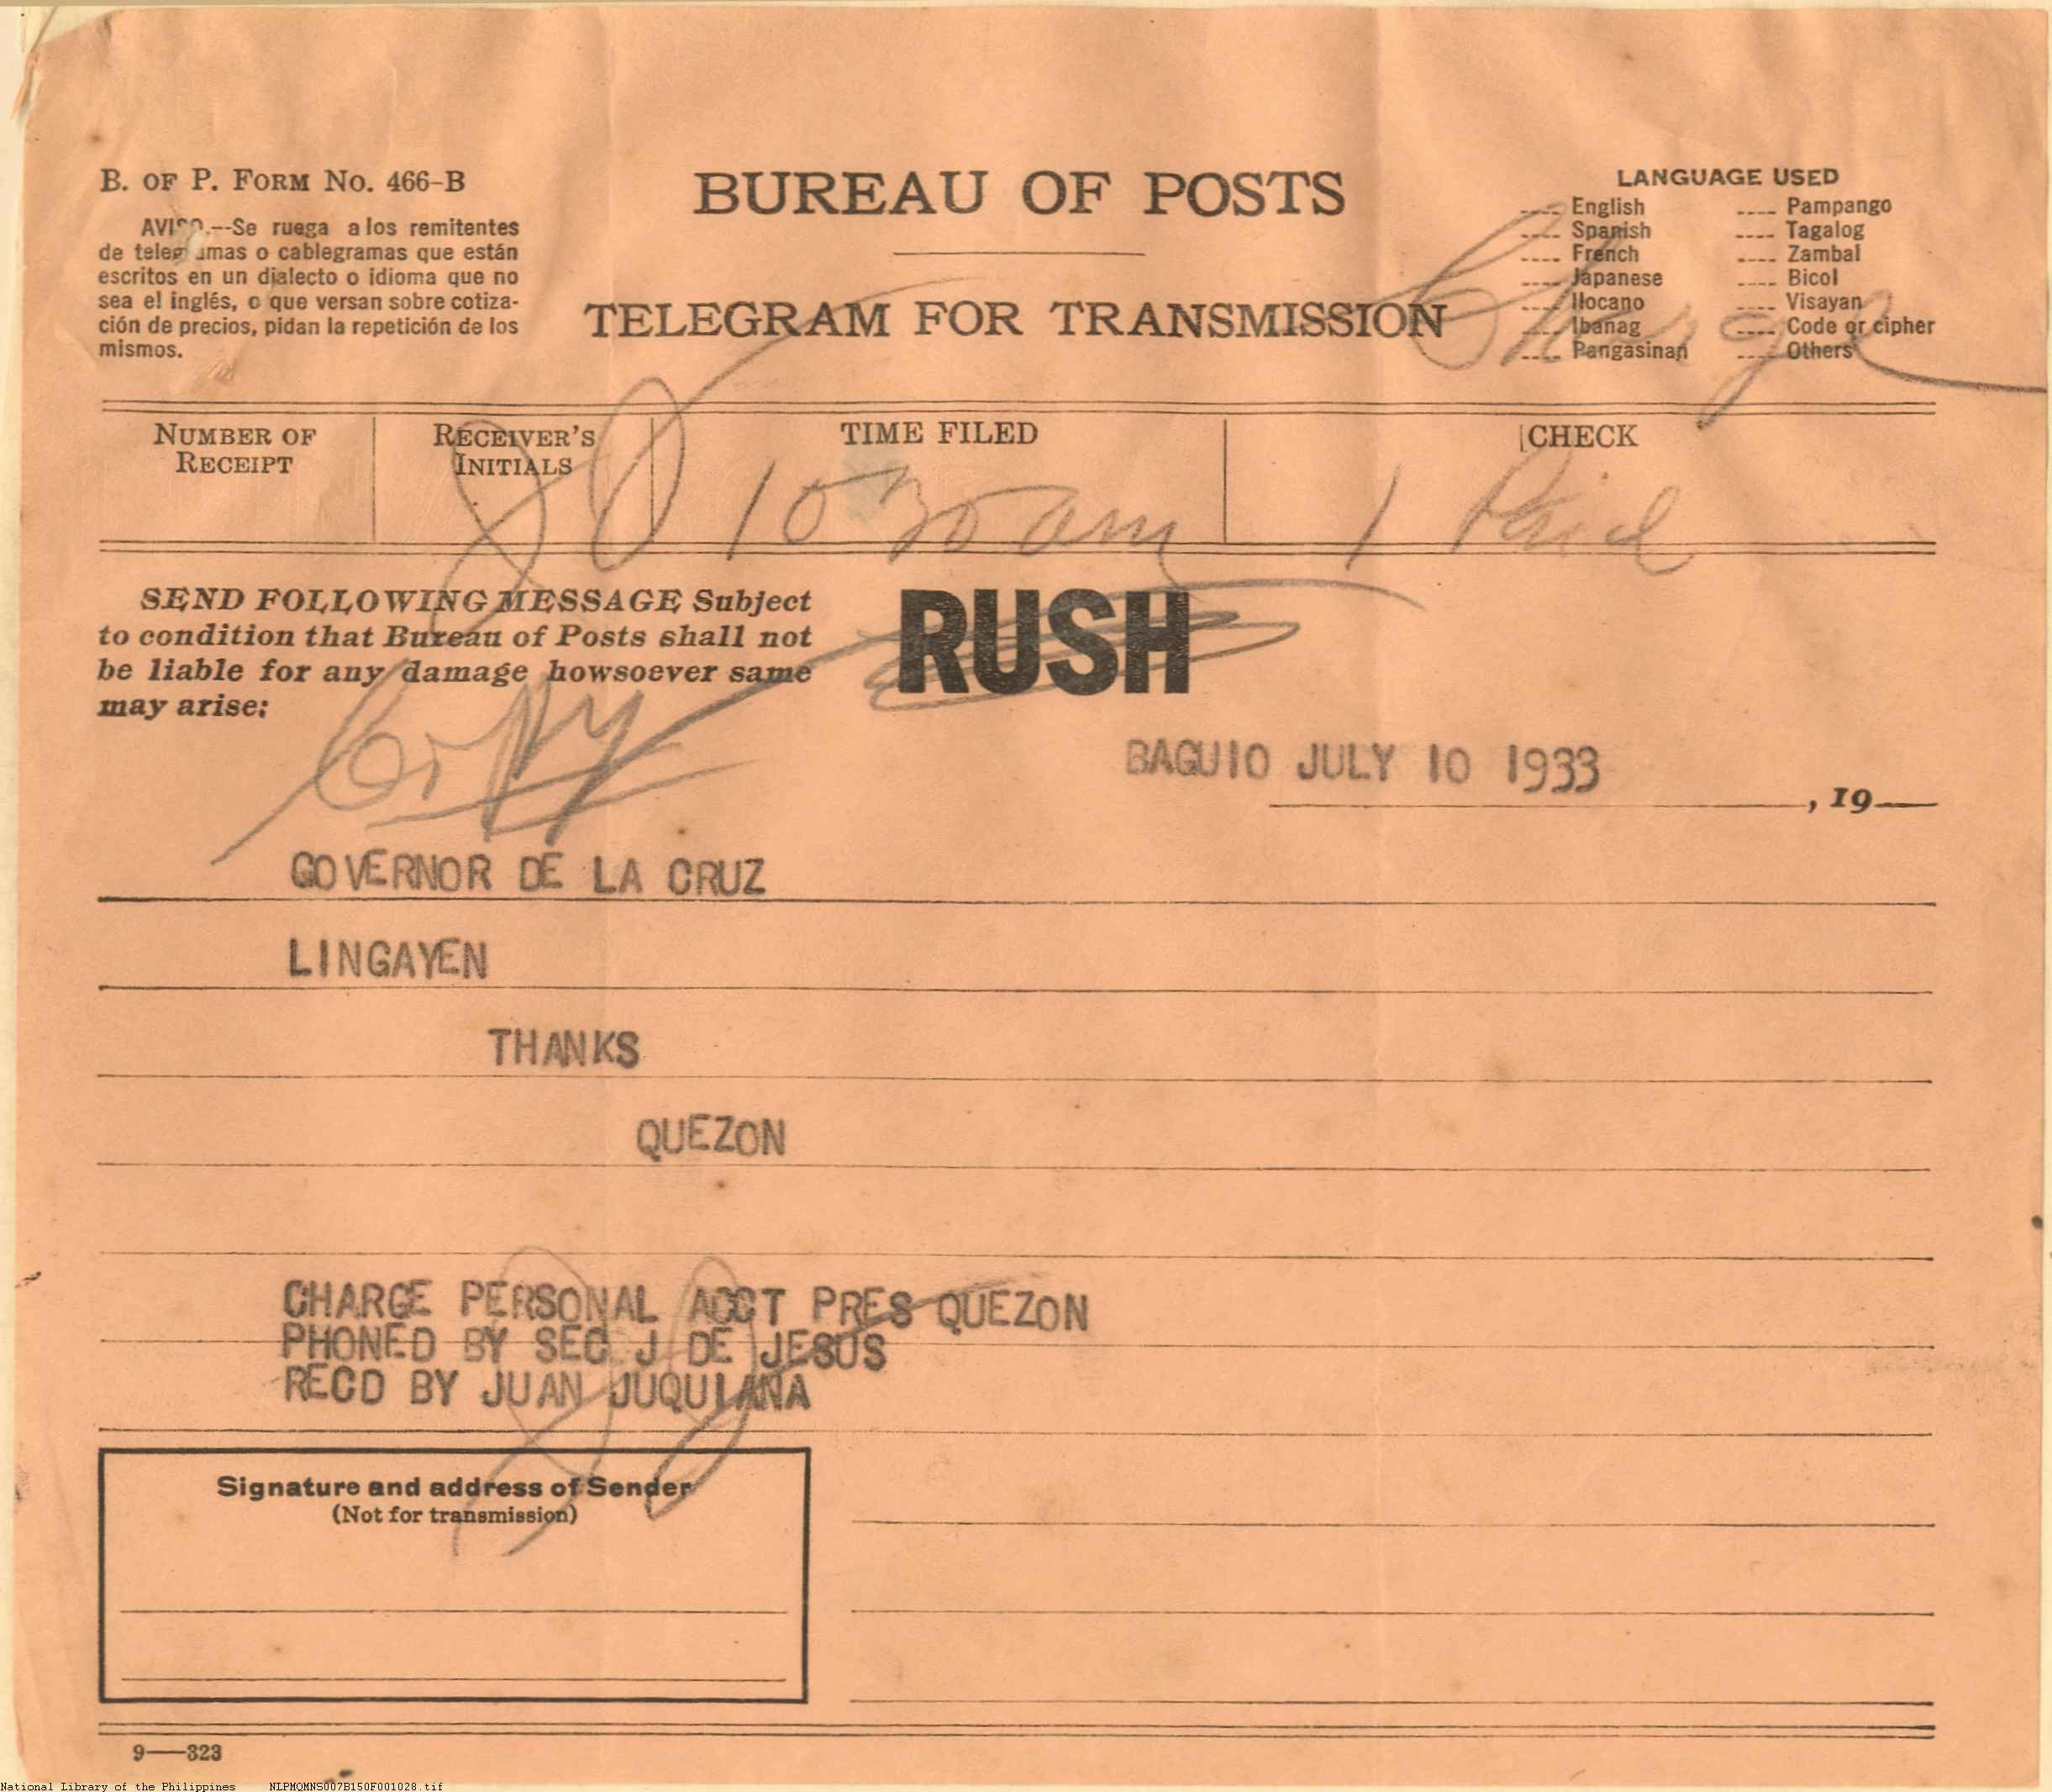 B. OF P. FORM No. 466-B
AVISO.--Se ruega a los remitentes
de telegramas o cablegramas que están
escritos en un dialecto o idioma que no
sea el inglés, o que versan sobre cotiza-
ción de precios, pidan la repetición de los
mismos.
BUREAU OF POSTS
TELEGRAM FOR TRANSMISSION
LANGUAGE USED
---- English ---- Pampango
---- Spanish ---- Tagalog
---- French ---- Zambal
---- Japanese ---- Bicol
---- Ilocano ---- Visayan
---- Ibanag ---- Code or cipher
---- Pangasinan ---- Others
Charge
NUMBER OF
RECEIPT
RECEIVER'S
INITIALS
TIME FILED
CHECK
1030 am
1 Paid
SEND FOLLOWING MESSAGE Subject
to condition that Bureau of Posts shall not
be liable for any damage howsoever same
may arise:
RUSH
Copy
BAGUIO JULY 10 1933
, 19
GOVERNOR DE LA CRUZ
LINGAYEN
THANKS
QUEZON
CHARGE PERSONAL ACCT PRES QUEZON
PHONED BY SEC J DE JESUS
RECD BY JUAN JUQUIANA
Signature and address of Sender
(Not for transmission)
9—323
National Library of the Philippines NLPMQMNS007B150F001028.tif